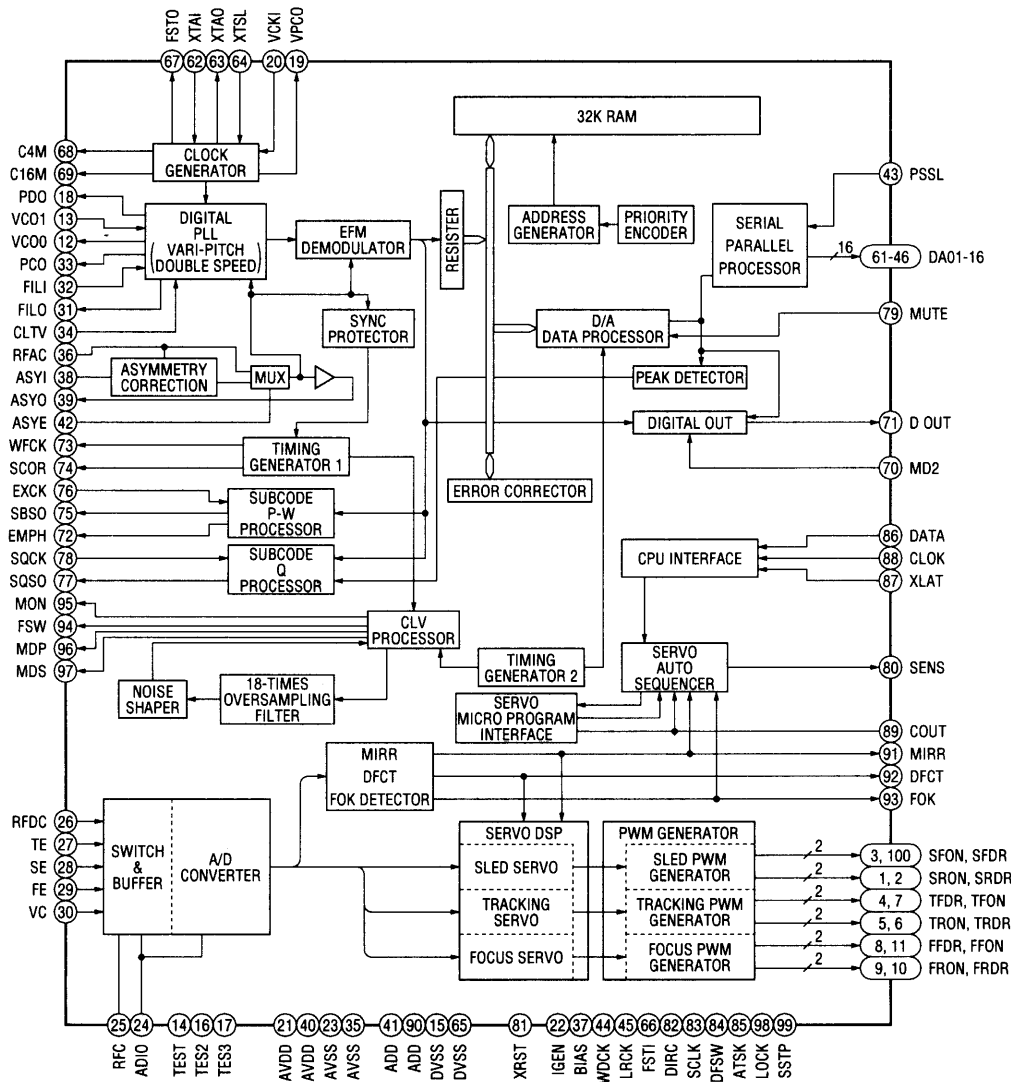 FSTO
XTAI
XTAO
XTSL
VCKI
VPCO
67
62
63
64
20
19
C4M 68
C16M 69
PDO 18
VCO1 13
VCO0 12
PCO 33
FILI 32
FILO 31
CLTV 34
RFAC 36
ASYI 38
ASYO 39
ASYE 42
WFCK 73
SCOR 74
EXCK 76
SBSO 75
EMPH 72
SQCK 78
SQSO 77
MON 95
FSW 94
MDP 96
MDS 97
RFDC 26
TE 27
SE 28
FE 29
VC 30
CLOCK
GENERATOR
DIGITAL
PLL
(VARI-PITCH
DOUBLE SPEED)
EFM
DEMODULATOR
RESISTER
32K RAM
ADDRESS
GENERATOR
PRIORITY
ENCODER
SERIAL
PARALLEL
PROCESSOR
16
SYNC
PROTECTOR
D/A
DATA PROCESSOR
ASYMMETRY
CORRECTION
MUX
PEAK DETECTOR
DIGITAL OUT
TIMING
GENERATOR 1
ERROR CORRECTOR
SUBCODE
P-W
PROCESSOR
SUBCODE
Q
PROCESSOR
CPU INTERFACE
CLV
PROCESSOR
TIMING
GENERATOR 2
SERVO
AUTO
SEQUENCER
NOISE
SHAPER
18-TIMES
OVERSAMPLING
FILTER
SERVO
MICRO PROGRAM
INTERFACE
MIRR
DFCT
FOK DETECTOR
SWITCH
&
BUFFER
A/D
CONVERTER
SERVO DSP
SLED SERVO
TRACKING
SERVO
FOCUS SERVO
PWM GENERATOR
SLED PWM
GENERATOR
TRACKING PWM
GENERATOR
FOCUS PWM
GENERATOR
43 PSSL
61-46 DA01-16
79 MUTE
71 D OUT
70 MD2
86 DATA
88 CLOK
87 XLAT
80 SENS
89 COUT
91 MIRR
92 DFCT
93 FOK
2 3, 100 SFON, SFDR
2 1, 2 SRON, SRDR
2 4, 7 TFDR, TFON
2 5, 6 TRON, TRDR
2 8, 11 FFDR, FFON
2 9, 10 FRON, FRDR
25
24
14
16
17
21
40
23
35
41
90
15
65
81
22
37
44
45
66
82
83
84
85
98
99
RFC
ADIO
TEST
TES2
TES3
AVDD
AVDD
AVSS
AVSS
ADD
ADD
DVSS
DVSS
XRST
IGEN
BIAS
WDCK
LRCK
FSTI
DIRC
SCLK
DFSW
ATSK
LOCK
SSTP